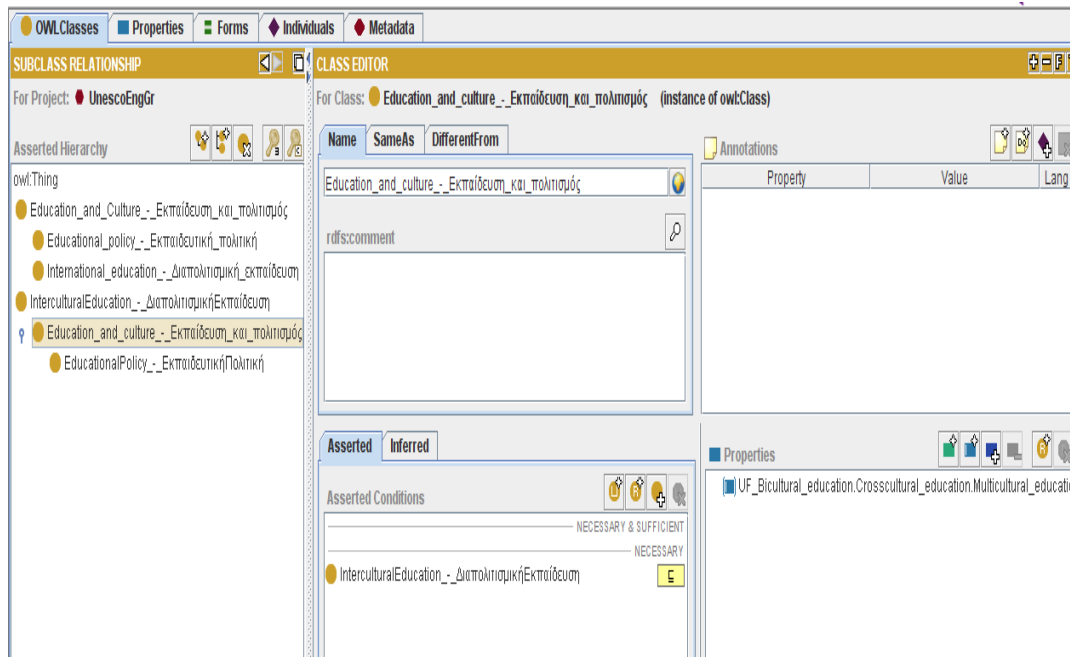 OWLClasses Properties Forms Individuals Metadata
SUBCLASS RELATIONSHIP
For Project: UnescoEngGr
Asserted Hierarchy
owl:Thing
Education_and_Culture_-_Εκπαίδευση_και_πολιτισμός
Educational_policy_-_Εκπαιδευτική_πολιτική
International_education_-_Διαπολιτισμική_εκπαίδευση
InterculturalEducation_-_ΔιαπολιτισμικήΕκπαίδευση
Education_and_culture_-_Εκπαίδευση_και_πολιτισμός
EducationalPolicy_-_ΕκπαιδευτικήΠολιτική
CLASS EDITOR
For Class: Education_and_culture_-_Εκπαίδευση_και_πολιτισμός (instance of owl:Class)
Name SameAs DifferentFrom
Education_and_culture_-_Εκπαίδευση_και_πολιτισμός
rdfs:comment
Annotations
Property Value Lang
Asserted Inferred
Asserted Conditions
NECESSARY & SUFFICIENT
NECESSARY
InterculturalEducation_-_ΔιαπολιτισμικήΕκπαίδευση
Properties
UF_Bicultural_education.Crosscultural_education.Multicultural_educatio